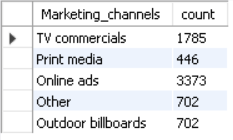 Marketing_channels count
TV commercials 1785
Print media 446
Online ads 3373
Other 702
Outdoor billboards 702